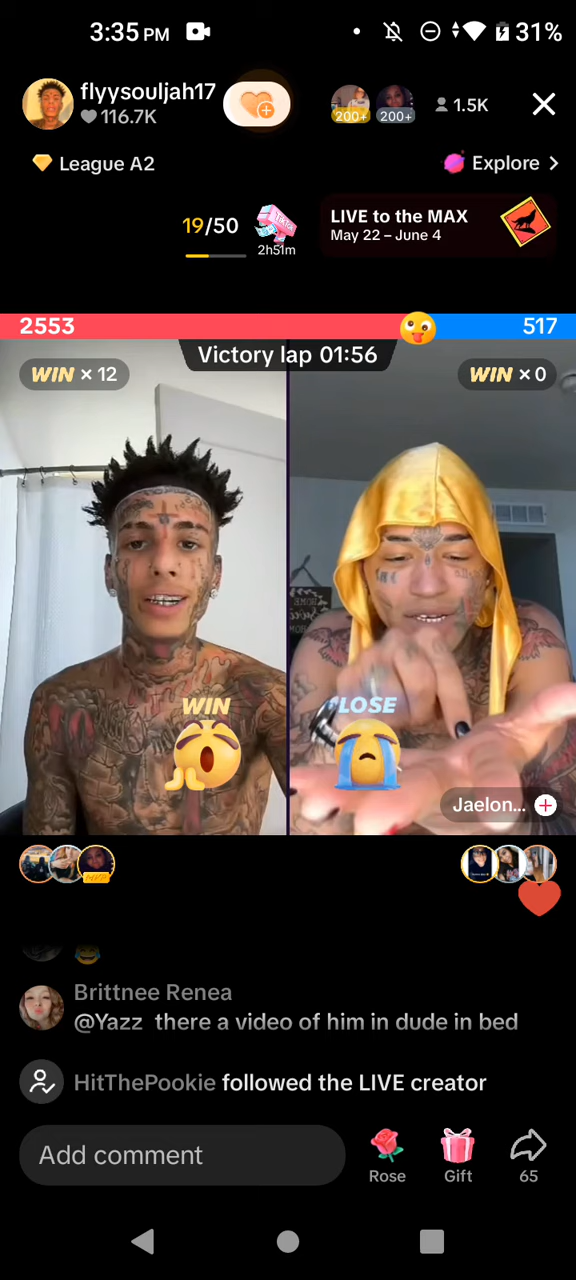 3:35 PM
31%
flyysouljah17
116.7K
200+
200+
1.5K
League A2
Explore >
19/50
TikTok
2h51m
LIVE to the MAX
May 22 – June 4
2553
517
Victory lap 01:56
WIN × 12
WIN × 0
HOME
WIN
LOSE
Jaelon...
Brittnee Renea
@Yazz there a video of him in dude in bed
HitThePookie followed the LIVE creator
Add comment
Rose
Gift
65